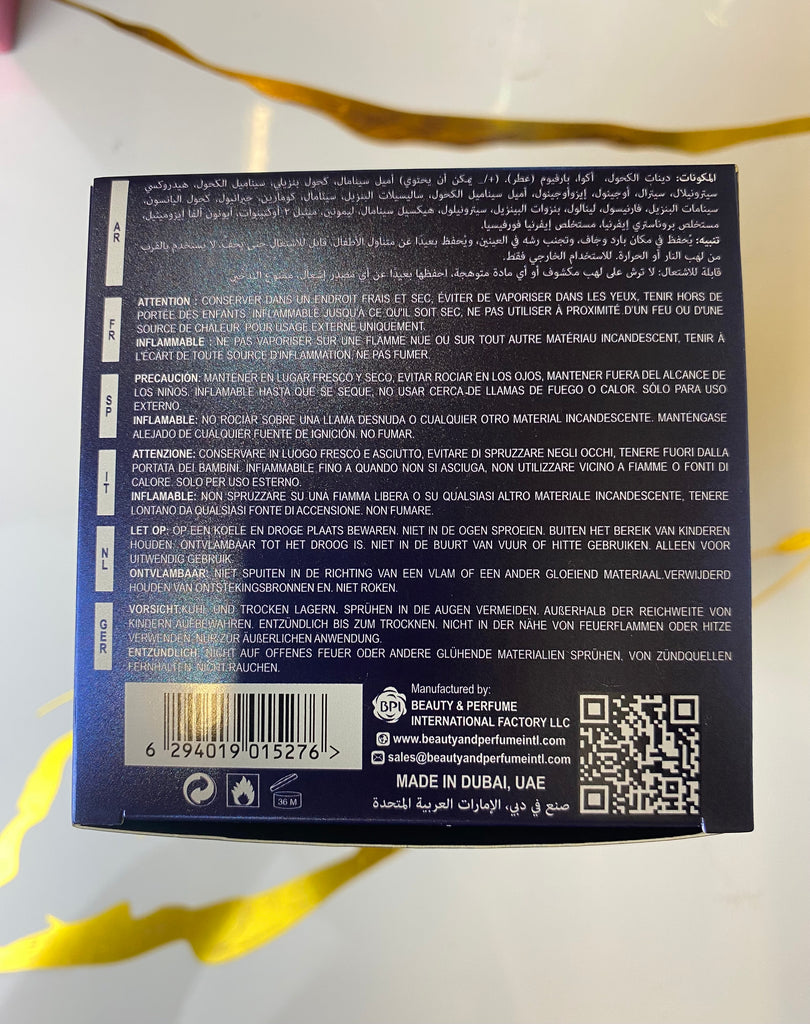 AR
المكونات: دينات الكحول، أكوا، بارفيوم (عطر). (+/_ يمكن أن يحتوي) أميل سينامال، كحول بنزيلي، سيناميل الكحول، هيدروكسي
سيترونيلال، سيترال، أوجينول، إيزوأوجينول، أميل سيناميل الكحول، ساليسيلات البنزيل، سينامال، كومارين، جيرانيول، كحول اليانسون،
سينامات البنزيل، فارنيسول، لينالول، بنزوات البينزيل، سيترونيلول، هيكسيل سينامال، ليمونين، ميثيل ٢ أوكتينوات، أيونون ألفا أيزوميثيل،
مستخلص بروناستري إيفرنيا، مستخلص إيفرنيا فورفيسيا.
تنبيه: يُحفظ في مكان بارد وجاف، وتجنب رشه في العينين، ويُحفظ بعيدًا عن متناول الأطفال. قابل للاشتعال حتى يجف. لا يستخدم بالقرب
من لهب النار أو الحرارة. للاستخدام الخارجي فقط.
قابلة للاشتعال: لا ترش على لهب مكشوف أو أي مادة متوهجة، احفظها بعيدا عن أي مصدر إشعال. ممنوع التدخين
FR
ATTENTION : CONSERVER DANS UN ENDROIT FRAIS ET SEC, ÉVITER DE VAPORISER DANS LES YEUX, TENIR HORS DE
PORTÉE DES ENFANTS. INFLAMMABLE JUSQU'À CE QU'IL SOIT SEC, NE PAS UTILISER À PROXIMITÉ D'UN FEU OU D'UNE
SOURCE DE CHALEUR. POUR USAGE EXTERNE UNIQUEMENT.
INFLAMMABLE : NE PAS VAPORISER SUR UNE FLAMME NUE OU SUR TOUT AUTRE MATÉRIAU INCANDESCENT, TENIR À
L'ÉCART DE TOUTE SOURCE D'INFLAMMATION, NE PAS FUMER.
SP
PRECAUCIÓN: MANTENER EN LUGAR FRESCO Y SECO, EVITAR ROCIAR EN LOS OJOS, MANTENER FUERA DEL ALCANCE DE
LOS NIÑOS. INFLAMABLE HASTA QUE SE SEQUE, NO USAR CERCA DE LLAMAS DE FUEGO O CALOR. SÓLO PARA USO
EXTERNO.
INFLAMABLE: NO ROCIAR SOBRE UNA LLAMA DESNUDA O CUALQUIER OTRO MATERIAL INCANDESCENTE. MANTÉNGASE
ALEJADO DE CUALQUIER FUENTE DE IGNICIÓN. NO FUMAR.
IT
ATTENZIONE: CONSERVARE IN LUOGO FRESCO E ASCIUTTO, EVITARE DI SPRUZZARE NEGLI OCCHI, TENERE FUORI DALLA
PORTATA DEI BAMBINI. INFIAMMABILE FINO A QUANDO NON SI ASCIUGA, NON UTILIZZARE VICINO A FIAMME O FONTI DI
CALORE. SOLO PER USO ESTERNO.
INFLAMABLE: NON SPRUZZARE SU UNA FIAMMA LIBERA O SU QUALSIASI ALTRO MATERIALE INCANDESCENTE, TENERE
LONTANO DA QUALSIASI FONTE DI ACCENSIONE. NON FUMARE.
NL
LET OP: OP EEN KOELE EN DROGE PLAATS BEWAREN. NIET IN DE OGEN SPROEIEN. BUITEN HET BEREIK VAN KINDEREN
HOUDEN. ONTVLAMBAAR TOT HET DROOG IS. NIET IN DE BUURT VAN VUUR OF HITTE GEBRUIKEN. ALLEEN VOOR
UITWENDIG GEBRUIK.
ONTVLAMBAAR: NIET SPUITEN IN DE RICHTING VAN EEN VLAM OF EEN ANDER GLOEIEND MATERIAAL.VERWIJDERD
HOUDEN VAN ONTSTEKINGSBRONNEN EN. NIET ROKEN.
GER
VORSICHT:KÜHL UND TROCKEN LAGERN. SPRÜHEN IN DIE AUGEN VERMEIDEN. AUßERHALB DER REICHWEITE VON
KINDERN AUFBEWAHREN. ENTZÜNDLICH BIS ZUM TROCKNEN. NICHT IN DER NÄHE VON FEUERFLAMMEN ODER HITZE
VERWENDEN. NUR ZUR ÄUßERLICHEN ANWENDUNG.
ENTZÜNDLICH: NICHT AUF OFFENES FEUER ODER ANDERE GLÜHENDE MATERIALIEN SPRÜHEN. VON ZÜNDQUELLEN
FERNHALTEN. NICHT RAUCHEN.
6 294019 015276 >
36 M
BPI
Manufactured by:
BEAUTY & PERFUME
INTERNATIONAL FACTORY LLC
www.beautyandperfumeintl.com
sales@beautyandperfumeintl.com
MADE IN DUBAI, UAE
صنع في دبي، الإمارات العربية المتحدة